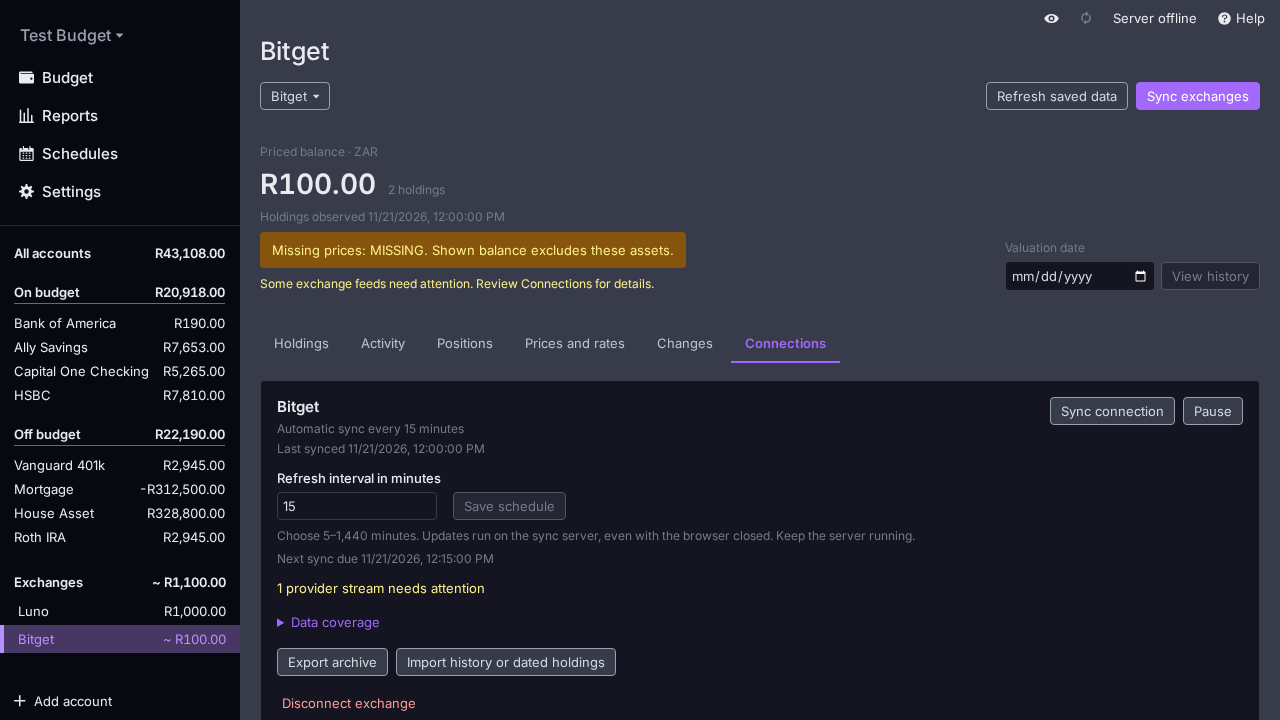 Test Budget
Budget
Reports
Schedules
Settings
All accounts R43,108.00
On budget R20,918.00
Bank of America R190.00
Ally Savings R7,653.00
Capital One Checking R5,265.00
HSBC R7,810.00
Off budget R22,190.00
Vanguard 401k R2,945.00
Mortgage -R312,500.00
House Asset R328,800.00
Roth IRA R2,945.00
Exchanges ~ R1,100.00
Luno R1,000.00
Bitget ~ R100.00
Add account
Server offline Help
Bitget
Bitget Refresh saved data Sync exchanges
Priced balance · ZAR
R100.00 2 holdings
Holdings observed 11/21/2026, 12:00:00 PM
Missing prices: MISSING. Shown balance excludes these assets.
Some exchange feeds need attention. Review Connections for details.
Valuation date
mm/dd/yyyy View history
Holdings Activity Positions Prices and rates Changes Connections
Bitget Sync connection Pause
Automatic sync every 15 minutes
Last synced 11/21/2026, 12:00:00 PM
Refresh interval in minutes
15 Save schedule
Choose 5–1,440 minutes. Updates run on the sync server, even with the browser closed. Keep the server running.
Next sync due 11/21/2026, 12:15:00 PM
1 provider stream needs attention
Data coverage
Export archive Import history or dated holdings
Disconnect exchange